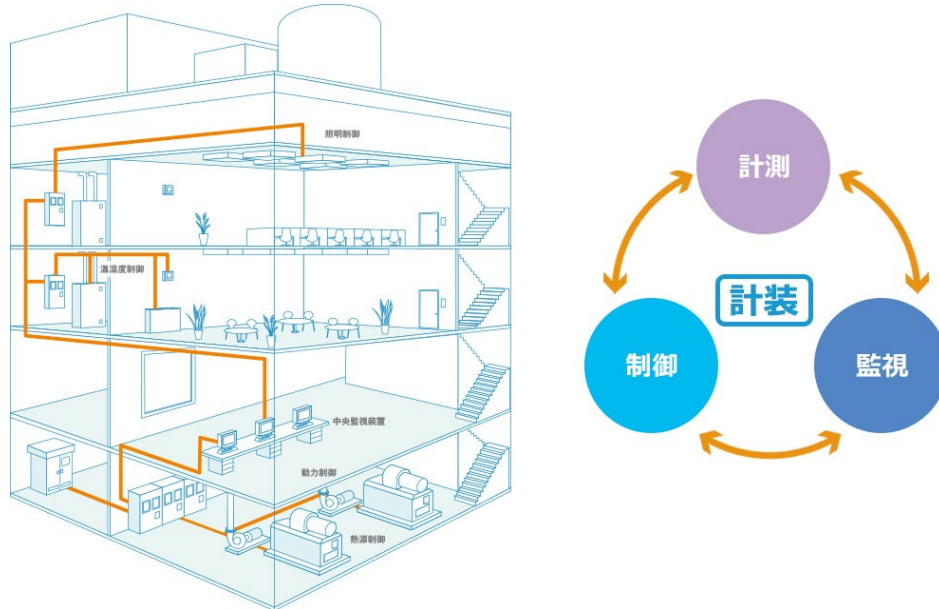 照明制御
温湿度制御
中央監視装置
動力制御
熱源制御
計測
計装
制御
監視